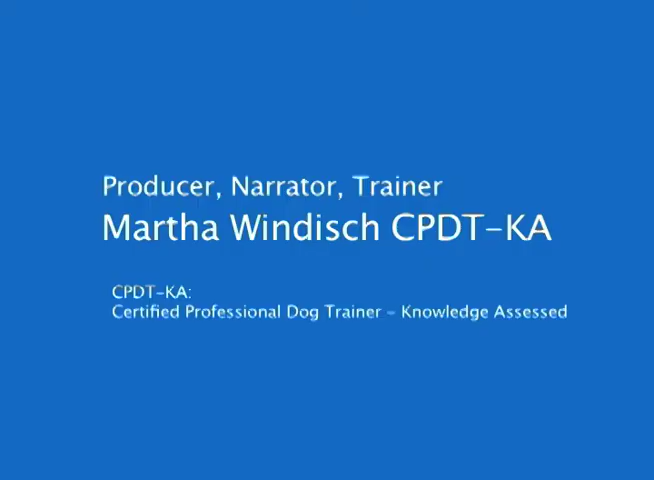 Producer, Narrator, Trainer
Martha Windisch CPDT-KA
CPDT-KA:
Certified Professional Dog Trainer - Knowledge Assessed